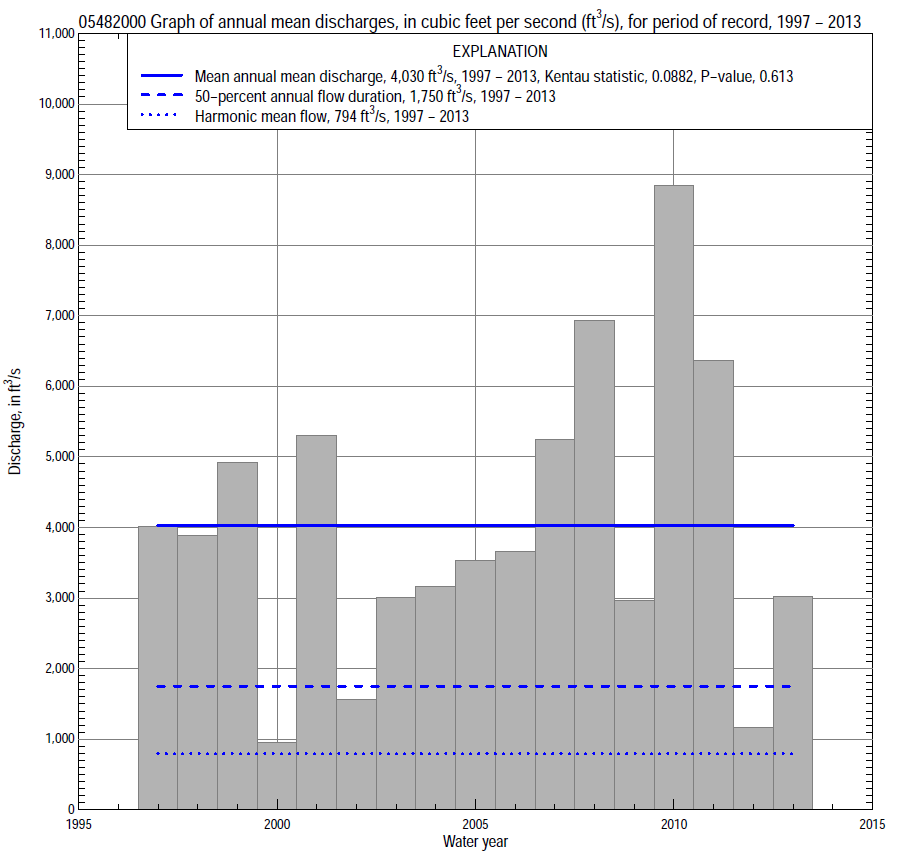 05482000 Graph of annual mean discharges, in cubic feet per second (ft³/s), for period of record, 1997 – 2013
EXPLANATION
Mean annual mean discharge, 4,030 ft³/s, 1997 – 2013, Kentau statistic, 0.0882, P–value, 0.613
50–percent annual flow duration, 1,750 ft³/s, 1997 – 2013
Harmonic mean flow, 794 ft³/s, 1997 – 2013
11,000
10,000
9,000
8,000
7,000
6,000
5,000
4,000
3,000
2,000
1,000
0
Discharge, in ft³/s
1995 2000 2005 2010 2015
Water year